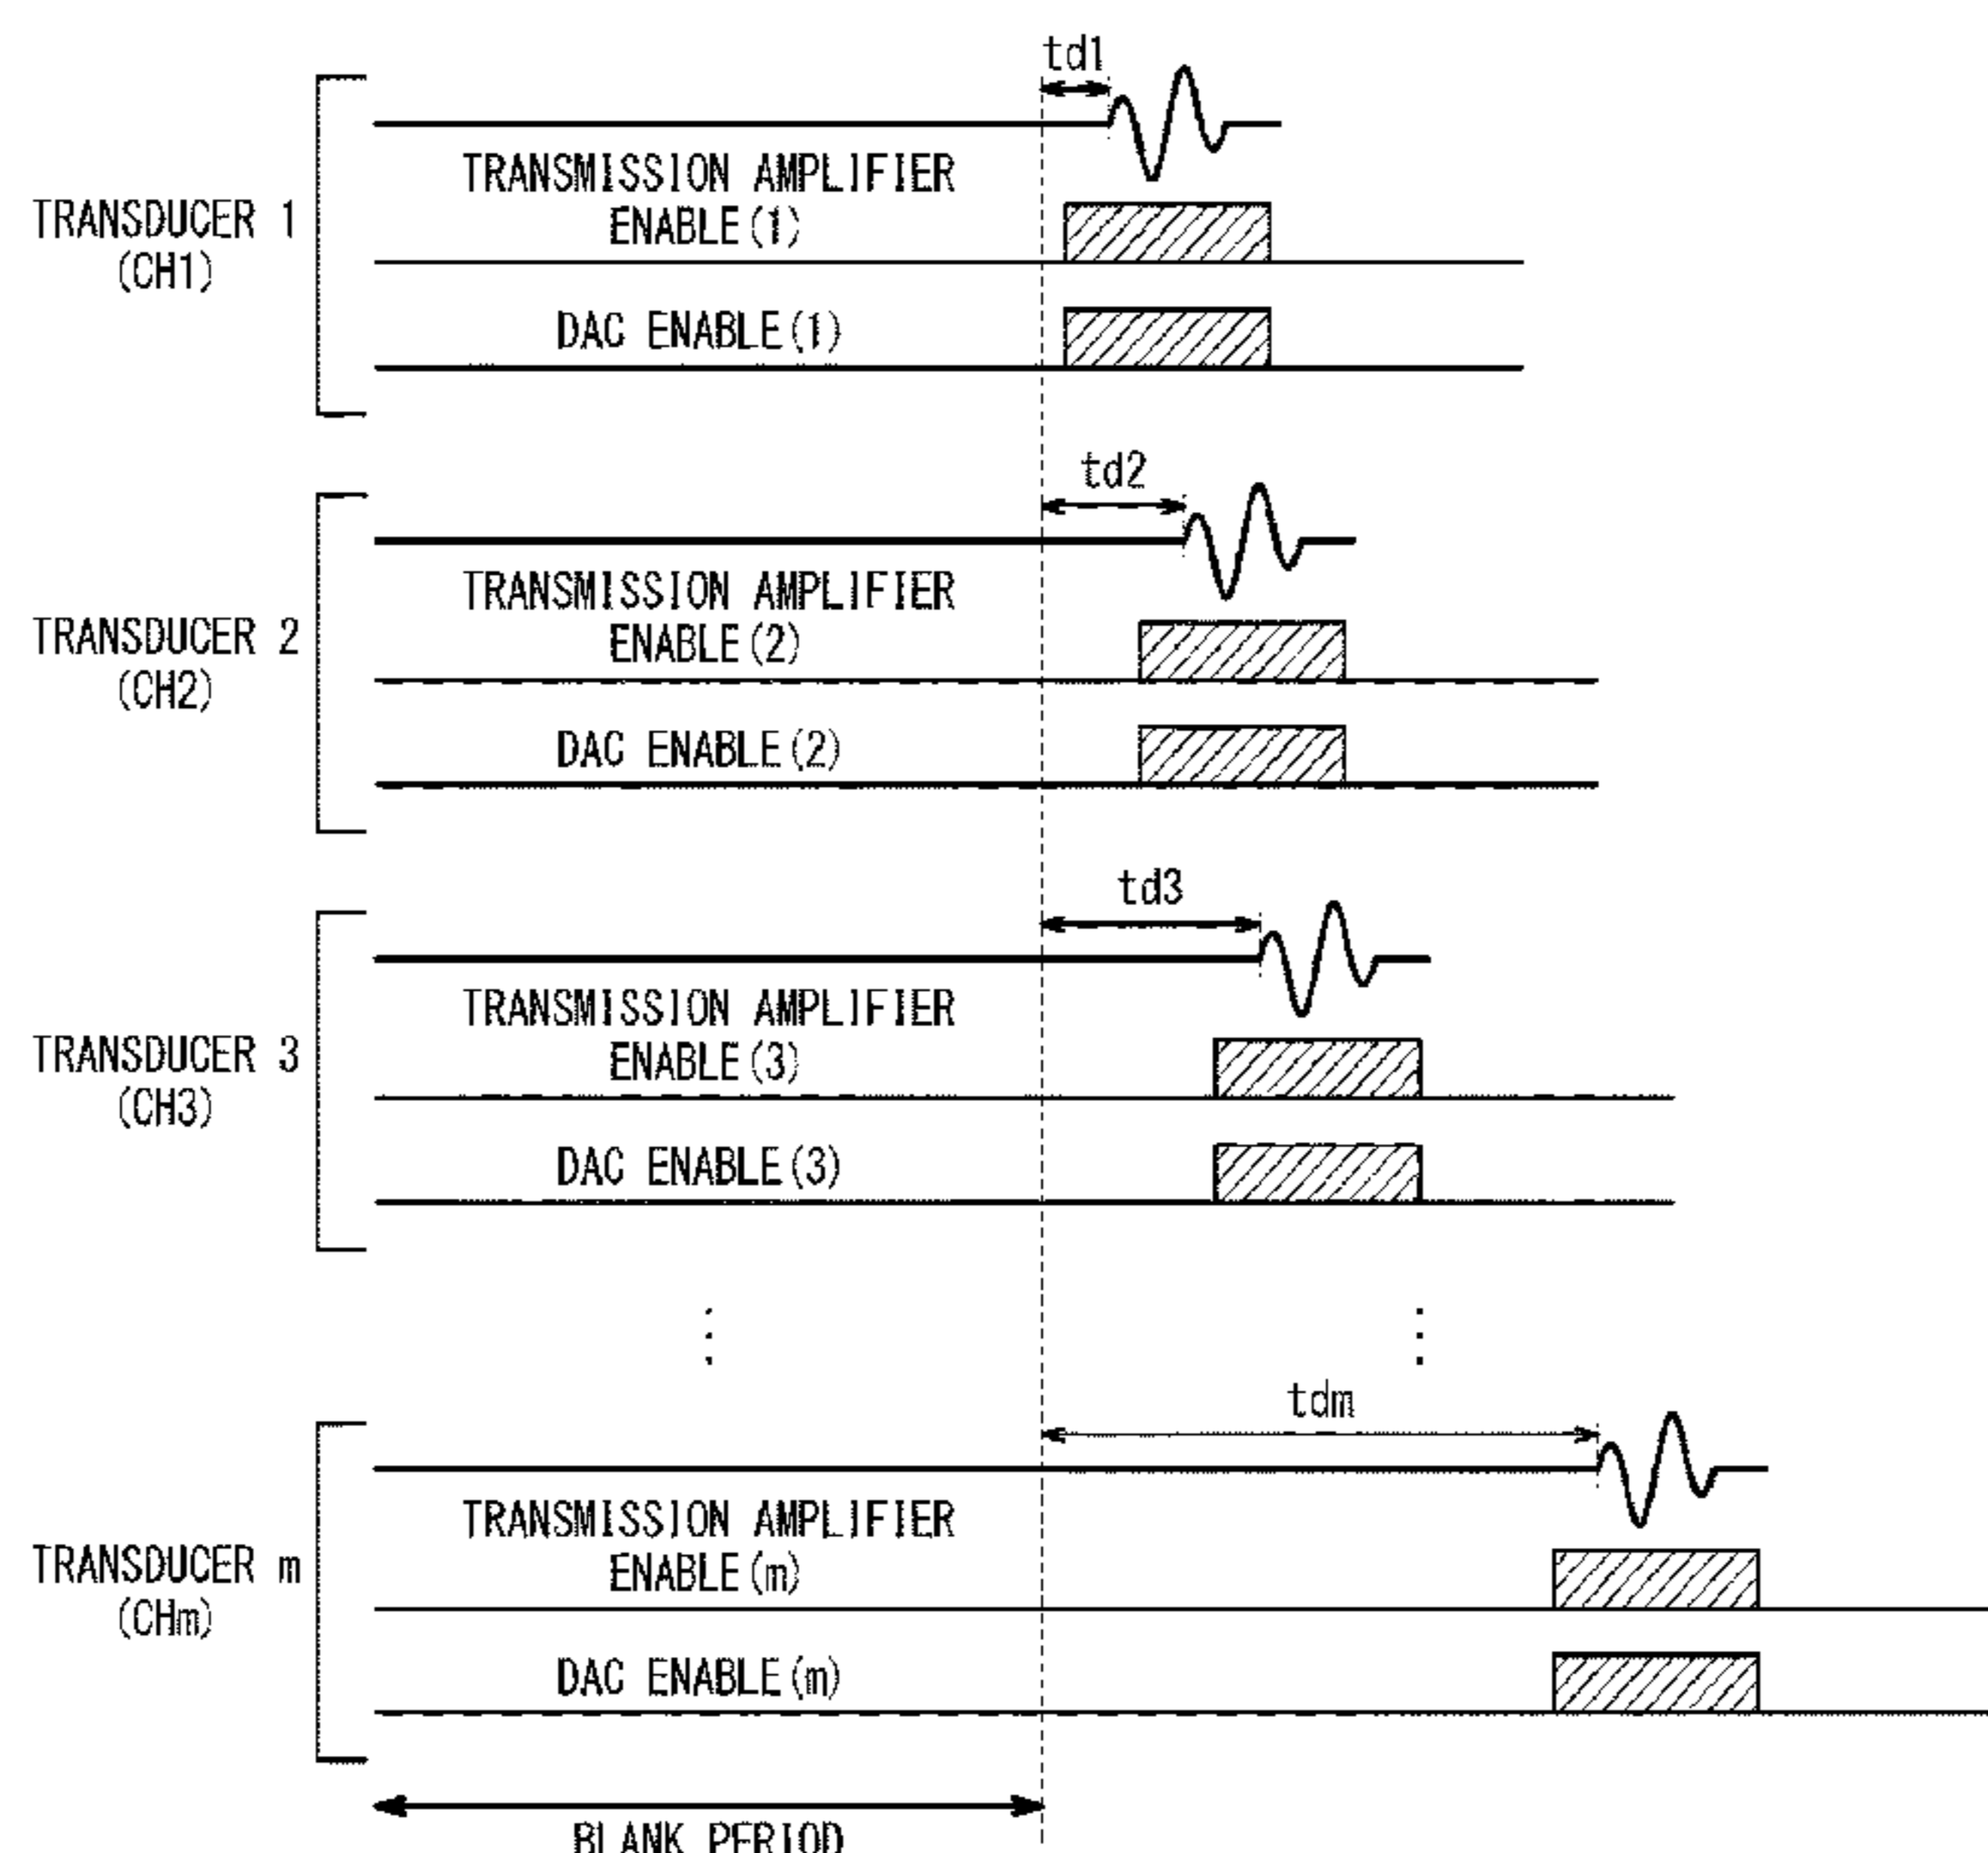 td1
TRANSMISSION AMPLIFIER
ENABLE(1)
TRANSDUCER 1
(CH1)
DAC ENABLE(1)
td2
TRANSMISSION AMPLIFIER
ENABLE(2)
TRANSDUCER 2
(CH2)
DAC ENABLE(2)
td3
TRANSMISSION AMPLIFIER
ENABLE(3)
TRANSDUCER 3
(CH3)
DAC ENABLE(3)
tdm
TRANSMISSION AMPLIFIER
ENABLE(m)
TRANSDUCER m
(CHm)
DAC ENABLE(m)
BLANK PERIOD